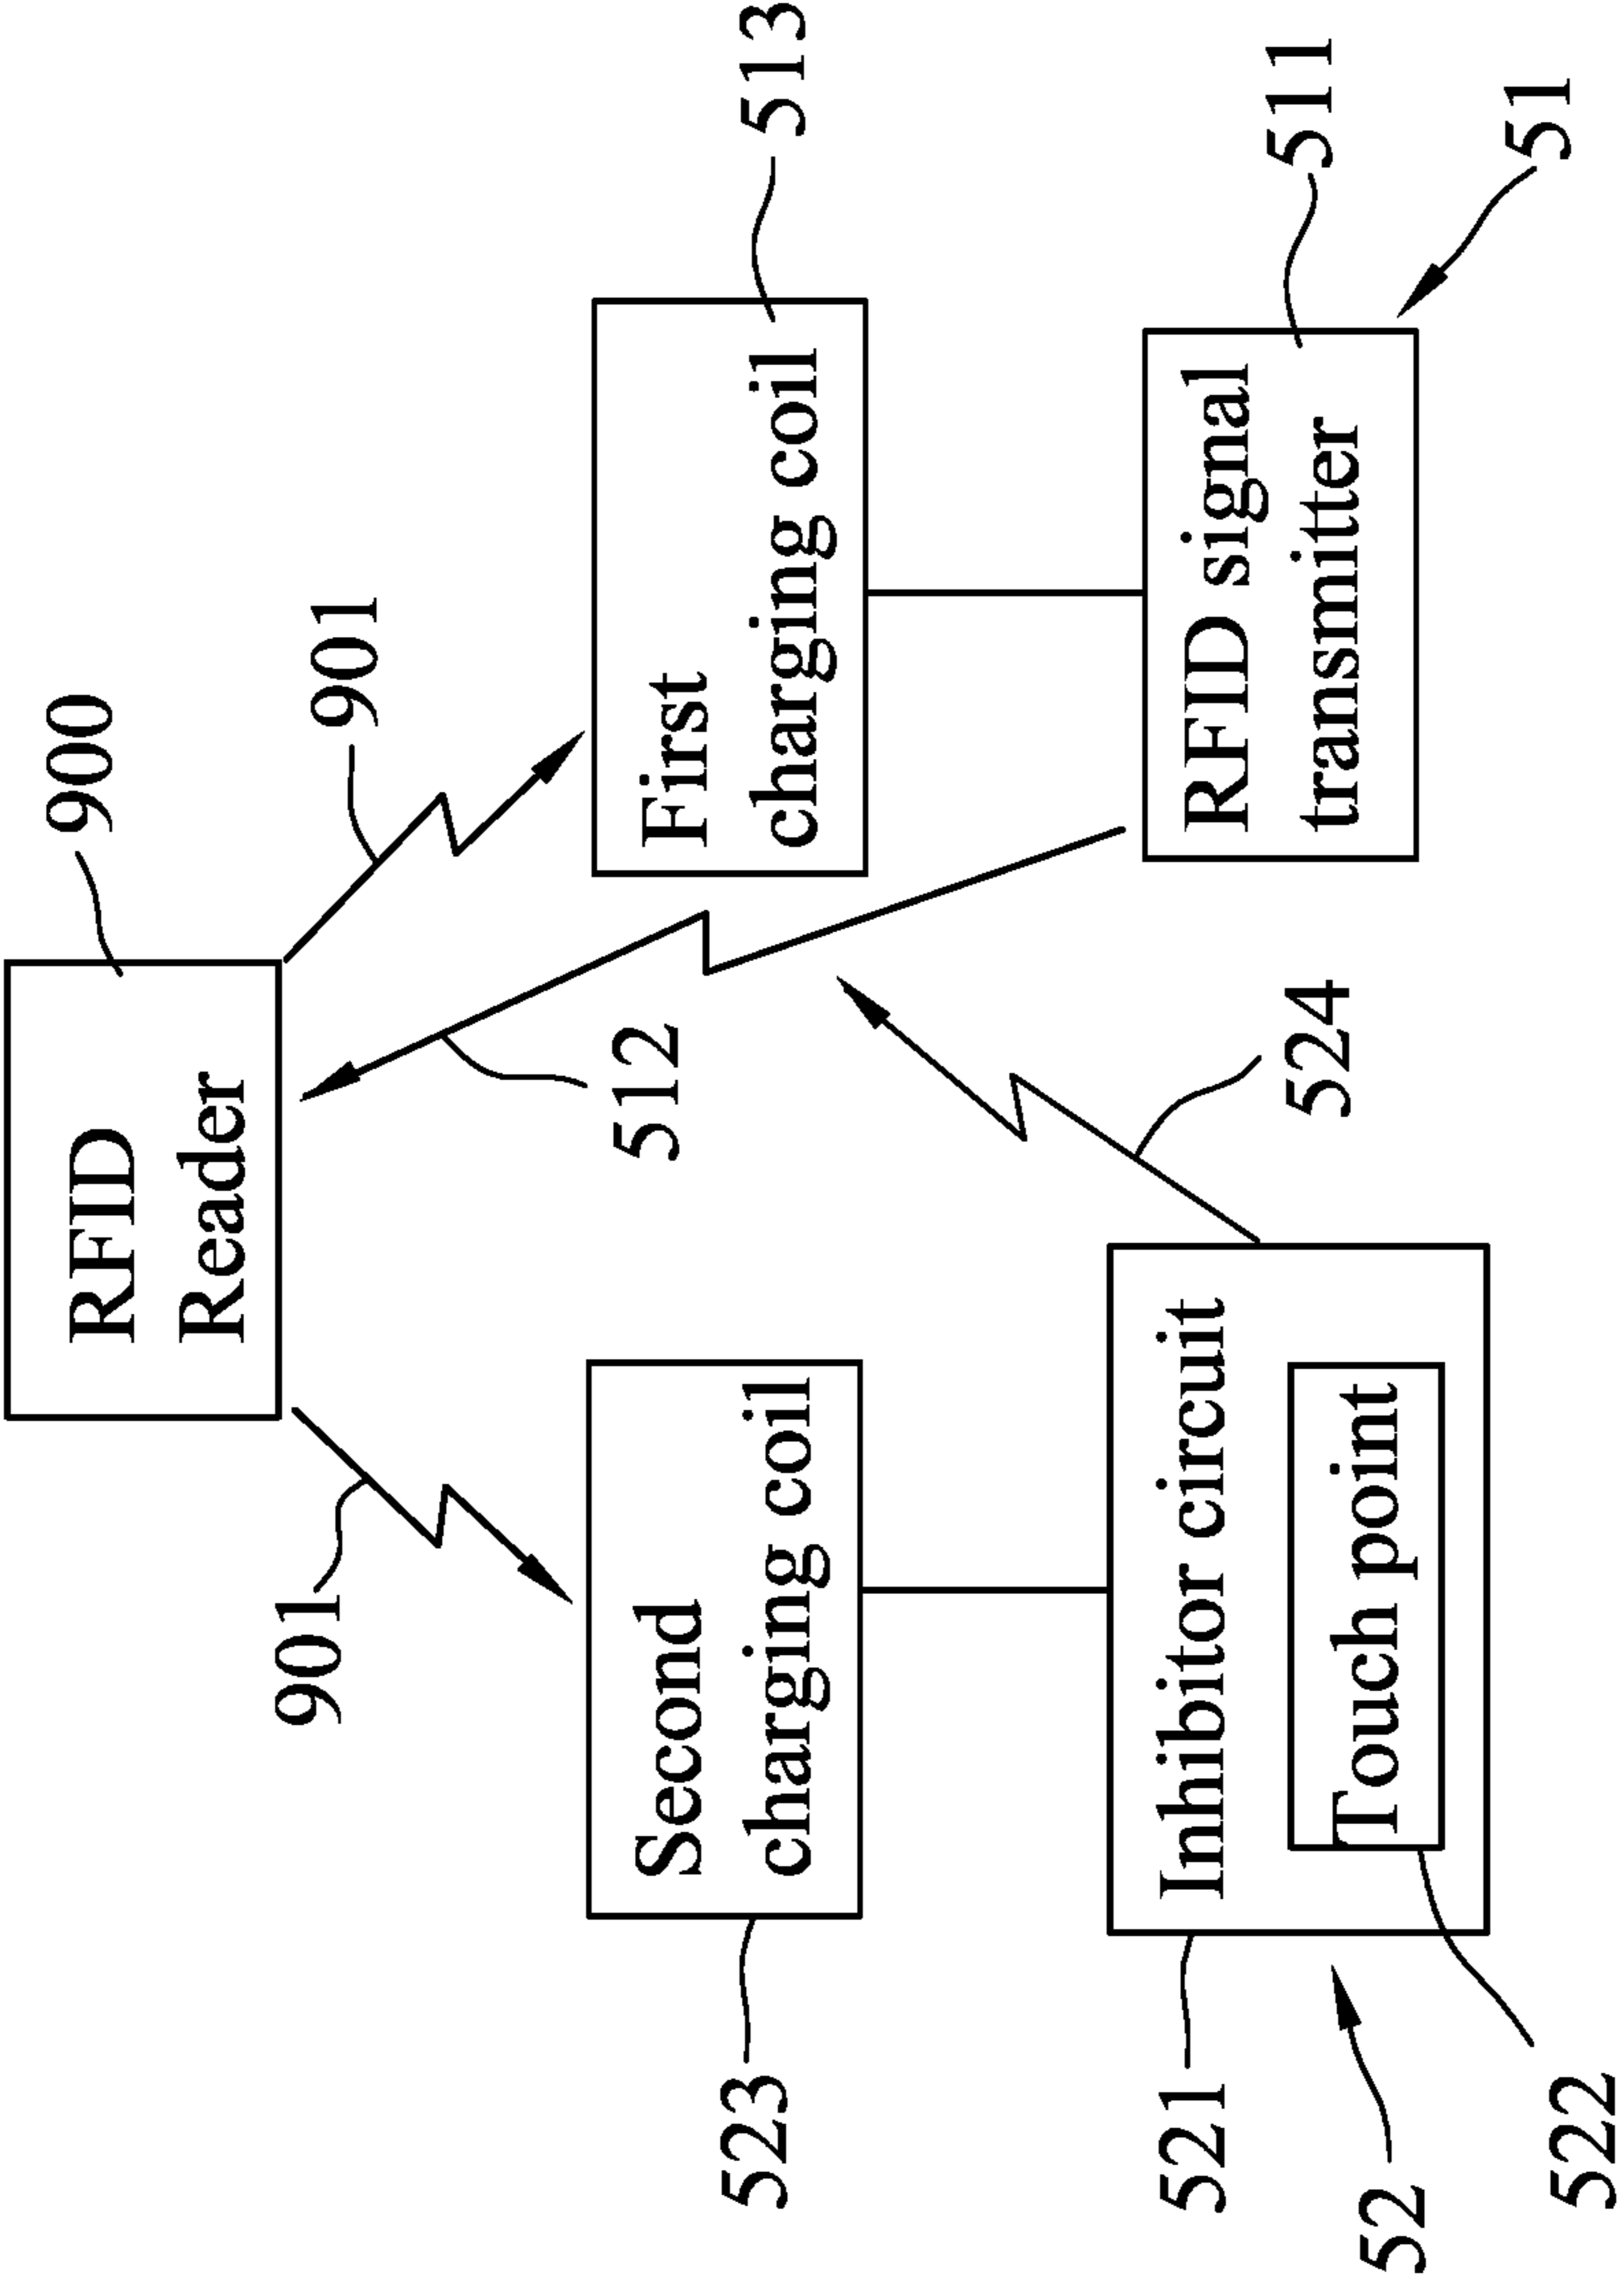 900
RFID
Reader
901
901
512
Second
charging coil
523
First
charging coil
513
521
Inhibitor circuit
Touch point
524
RFID signal
transmitter
511
52
522
51